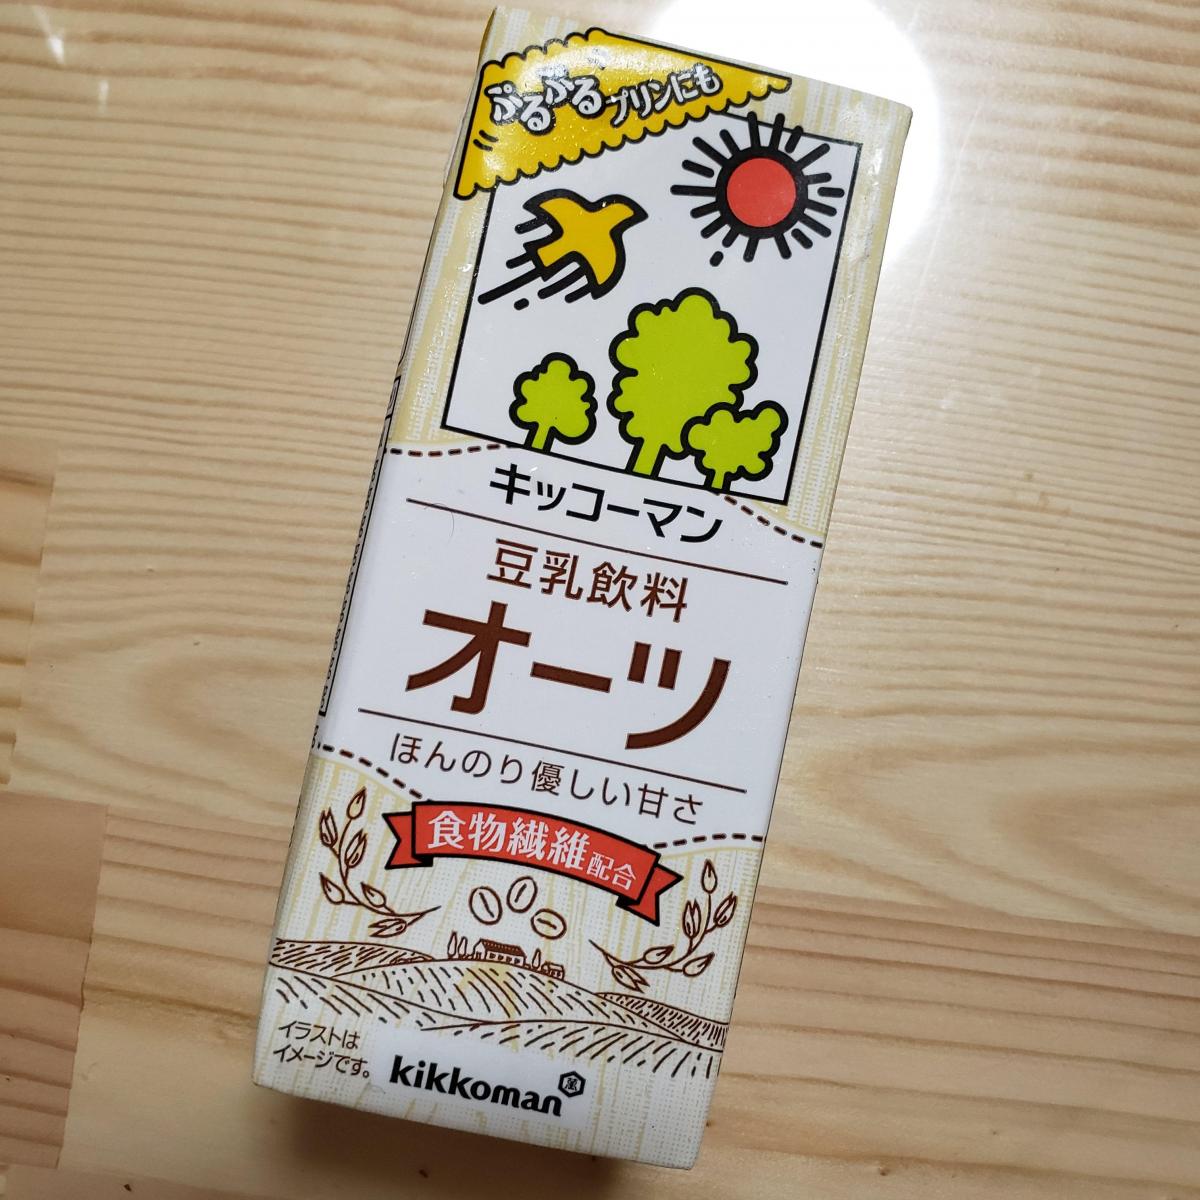 ぷるぷるプリンにも
キッコーマン
豆乳飲料
オーツ
ほんのり優しい甘さ
食物繊維配合
イラストは
イメージです。
kikkoman